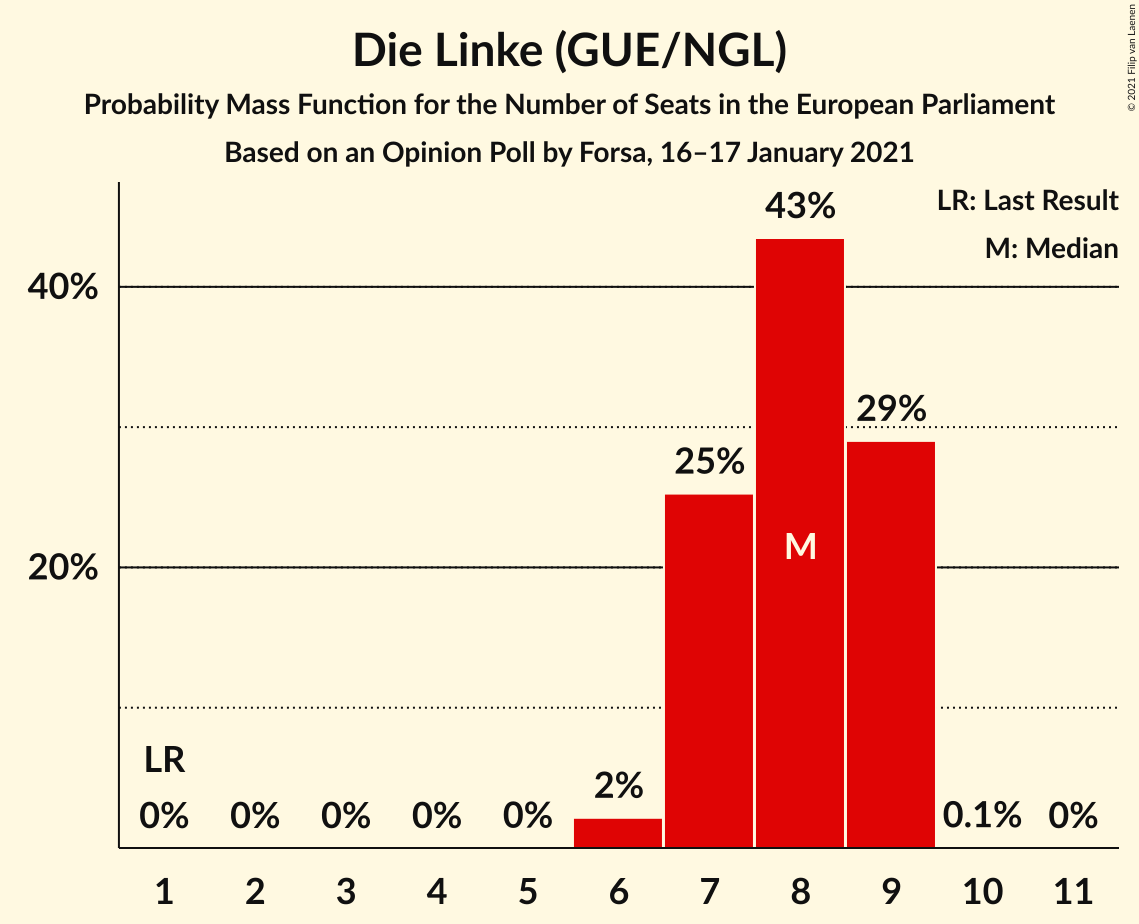 Die Linke (GUE/NGL)
Probability Mass Function for the Number of Seats in the European Parliament
Based on an Opinion Poll by Forsa, 16–17 January 2021
© 2021 Filip van Laenen
LR: Last Result
M: Median
43%
40%
29%
25%
M
20%
LR
2%
0% 0% 0% 0% 0% 0.1% 0%
1 2 3 4 5 6 7 8 9 10 11